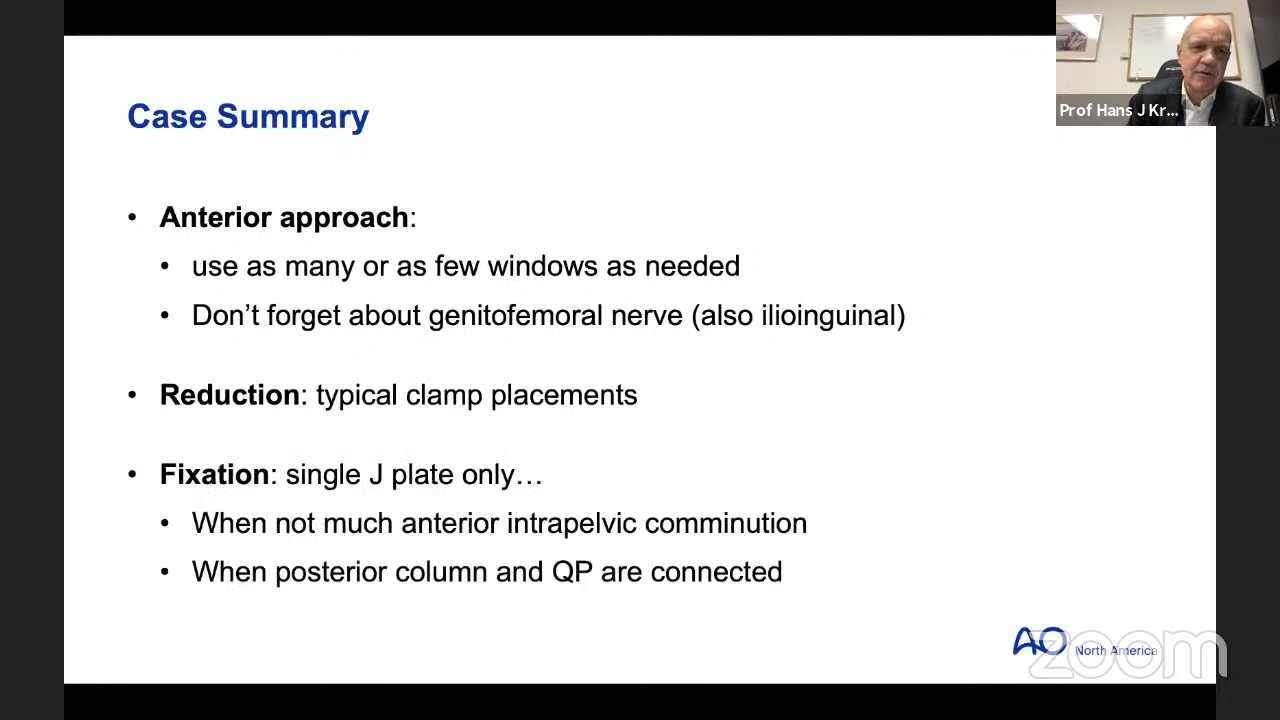 Prof Hans J Kr...
Case Summary
• Anterior approach:
• use as many or as few windows as needed
• Don’t forget about genitofemoral nerve (also ilioinguinal)
• Reduction: typical clamp placements
• Fixation: single J plate only…
• When not much anterior intrapelvic comminution
• When posterior column and QP are connected
AO North America
zoom